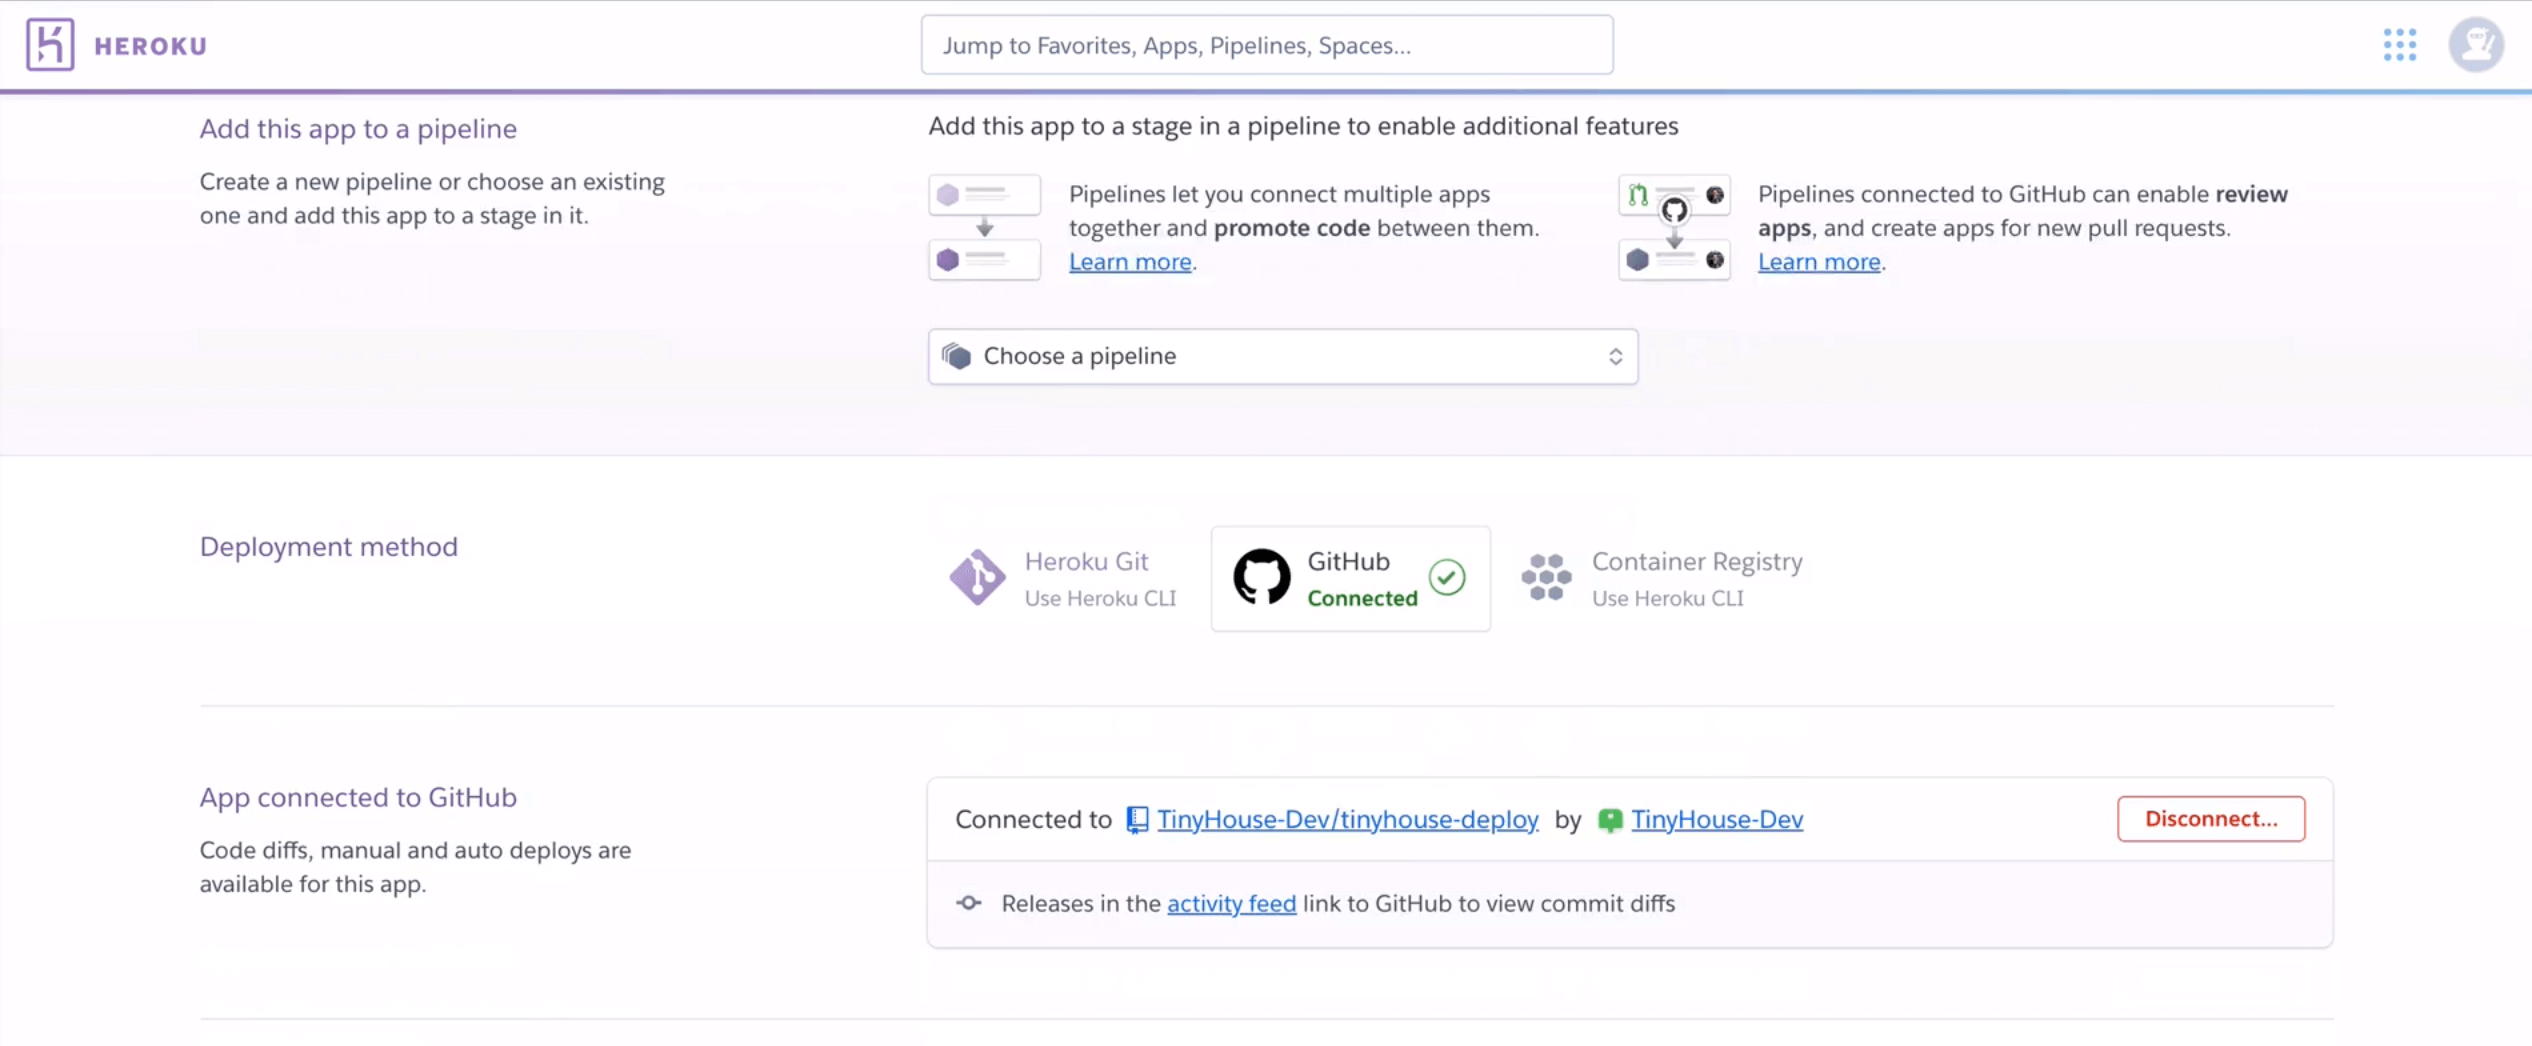 HEROKU
Jump to Favorites, Apps, Pipelines, Spaces...
Add this app to a pipeline
Create a new pipeline or choose an existing
one and add this app to a stage in it.
Add this app to a stage in a pipeline to enable additional features
Pipelines let you connect multiple apps
together and promote code between them.
Learn more.
Pipelines connected to GitHub can enable review
apps, and create apps for new pull requests.
Learn more.
Choose a pipeline
Deployment method
Heroku Git
Use Heroku CLI
GitHub
Connected
Container Registry
Use Heroku CLI
App connected to GitHub
Code diffs, manual and auto deploys are
available for this app.
Connected to TinyHouse-Dev/tinyhouse-deploy by TinyHouse-Dev
Disconnect...
Releases in the activity feed link to GitHub to view commit diffs